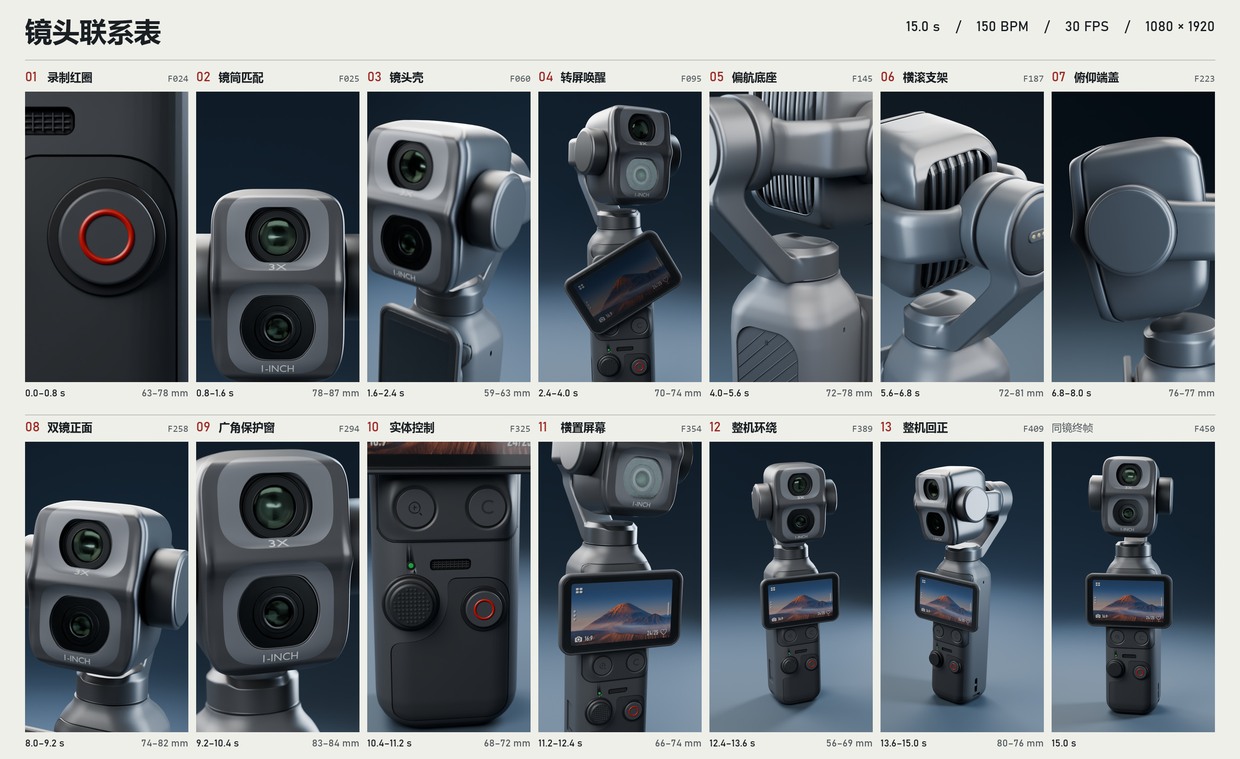 镜头联系表
15.0 s / 150 BPM / 30 FPS / 1080 × 1920
01 录制红圈 F024
02 镜筒匹配 F025
03 镜头壳 F060
04 转屏唤醒 F095
05 偏航底座 F145
06 横滚支架 F187
07 俯仰端盖 F223
3X
1-INCH
1-INCH
1-INCH
0.0–0.8 s 63–78 mm
0.8–1.6 s 78–87 mm
1.6–2.4 s 59–63 mm
2.4–4.0 s 70–74 mm
4.0–5.6 s 72–78 mm
5.6–6.8 s 72–81 mm
6.8–8.0 s 76–77 mm
08 双镜正面 F258
09 广角保护窗 F294
10 实体控制 F325
11 横置屏幕 F354
12 整机环绕 F389
13 整机回正 F409
同镜终帧 F450
3X
1-INCH
3X
1-INCH
1-INCH
16:9
8.0–9.2 s 74–82 mm
9.2–10.4 s 83–84 mm
10.4–11.2 s 68–72 mm
11.2–12.4 s 66–74 mm
12.4–13.6 s 56–69 mm
13.6–15.0 s 80–76 mm
15.0 s